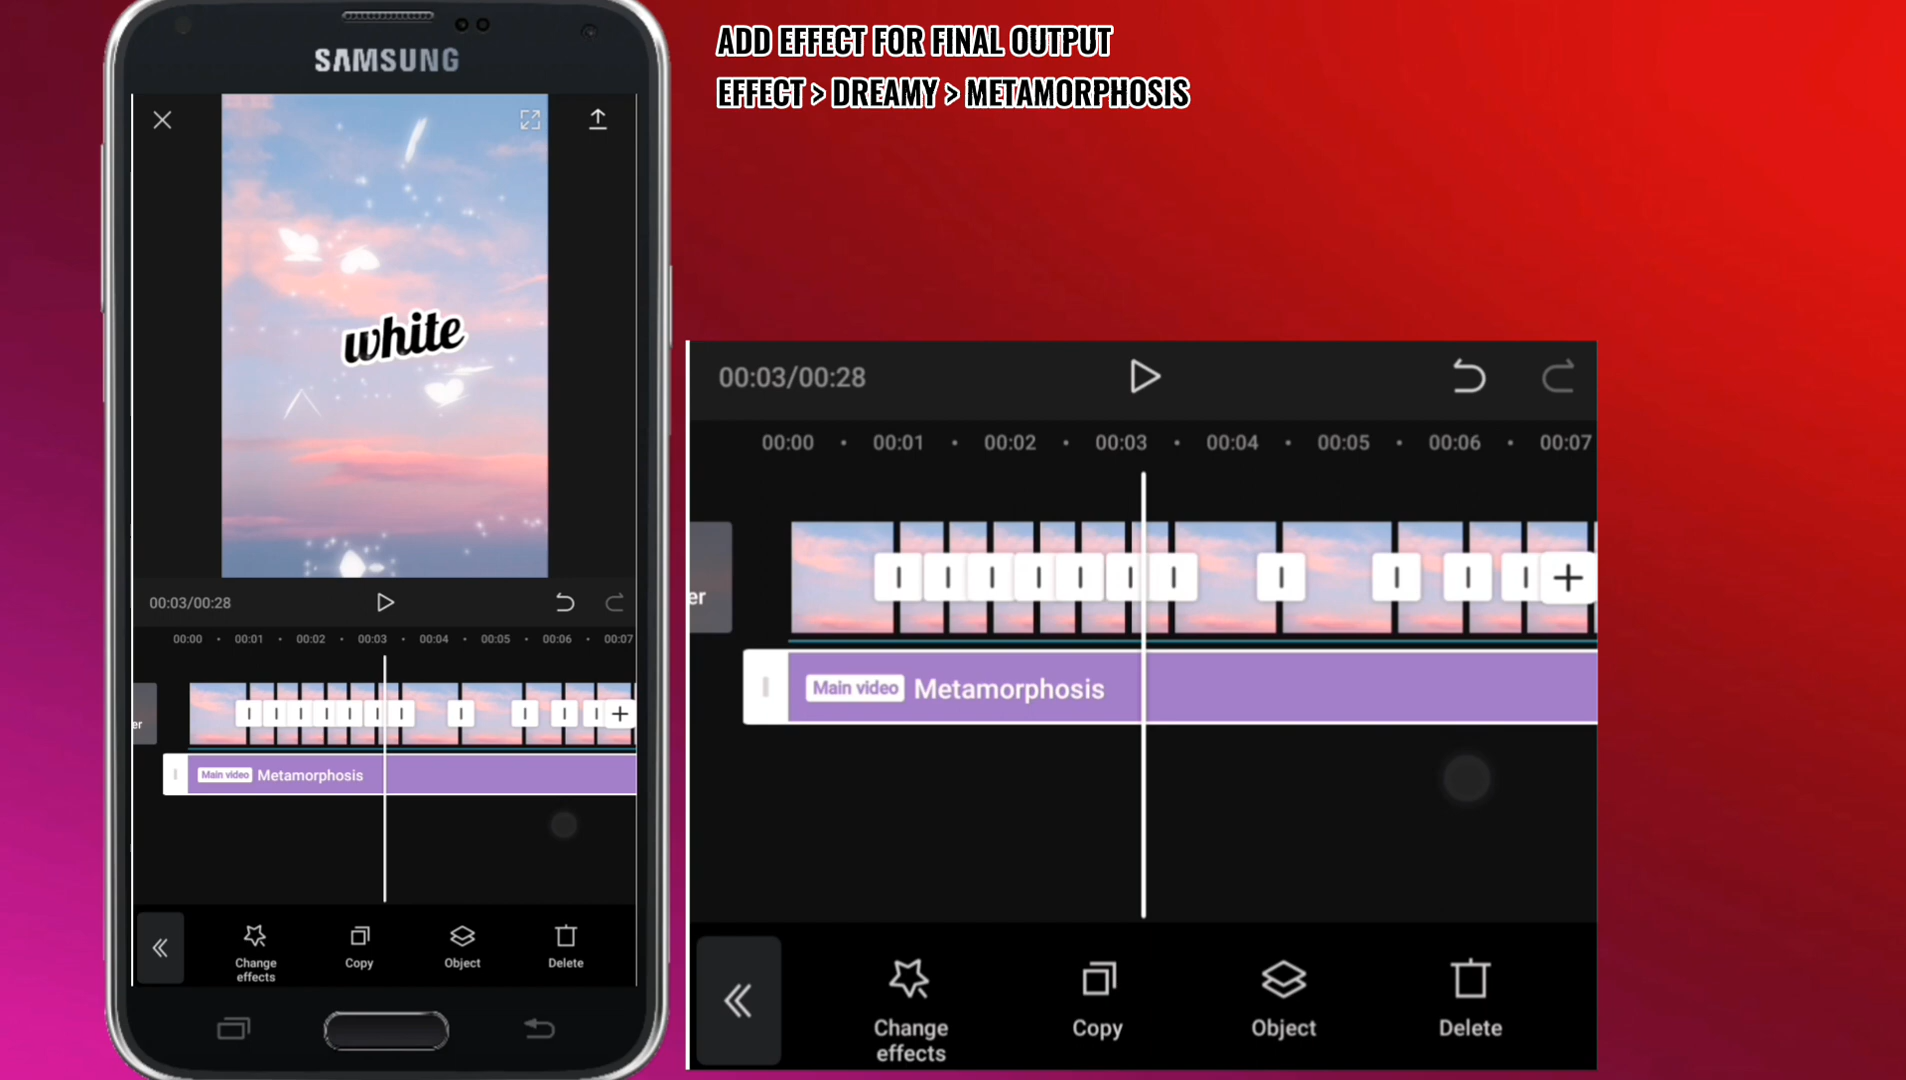 ADD EFFECT FOR FINAL OUTPUT
EFFECT > DREAMY > METAMORPHOSIS
SAMSUNG
white
00:03/00:28
00:00 00:01 00:02 00:03 00:04 00:05 00:06 00:07
er
Main video Metamorphosis
Change effects
Copy
Object
Delete
00:03/00:28
00:00 00:01 00:02 00:03 00:04 00:05 00:06 00:07
er
Main video Metamorphosis
Change effects
Copy
Object
Delete